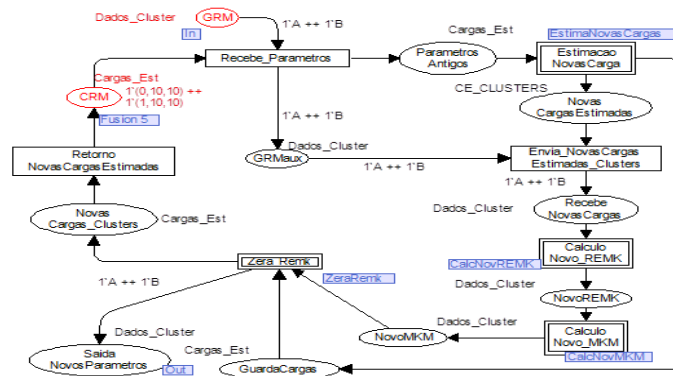 Dados_Cluster
GRM
1`A ++ 1`B
In
Cargas_Est
EstimaNovasCargas
Recebe_Parametros
Parametros
Antigos
Estimacao
NovasCarga
Cargas_Est
CRM
1`(0,10,10) ++
1`(1,10,10)
Fusion 5
CE_CLUSTERS
Novas
CargasEstimadas
1`A ++ 1`B
Dados_Cluster
Retorno
NovasCargasEstimadas
GRMaux
1`A ++ 1`B
Envia_NovasCargas
Estimadas_Clusters
1`A ++ 1`B
Dados_Cluster
Recebe
NovasCargas
Novas
Cargas_Clusters
Cargas_Est
Calculo
Novo_REMK
CalcNovREMK
Zera_Remk
ZeraRemk
1`A ++ 1`B
Dados_Cluster
NovoREMK
Dados_Cluster
Dados_Cluster
NovoMKM
Calculo
Novo_MKM
CalcNovMKM
Saida
NovosParametros
Out
Cargas_Est
GuardaCargas